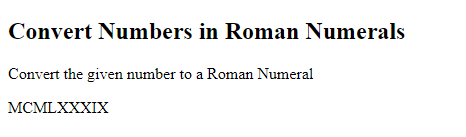 Convert Numbers in Roman Numerals
Convert the given number to a Roman Numeral
MCMLXXXIX